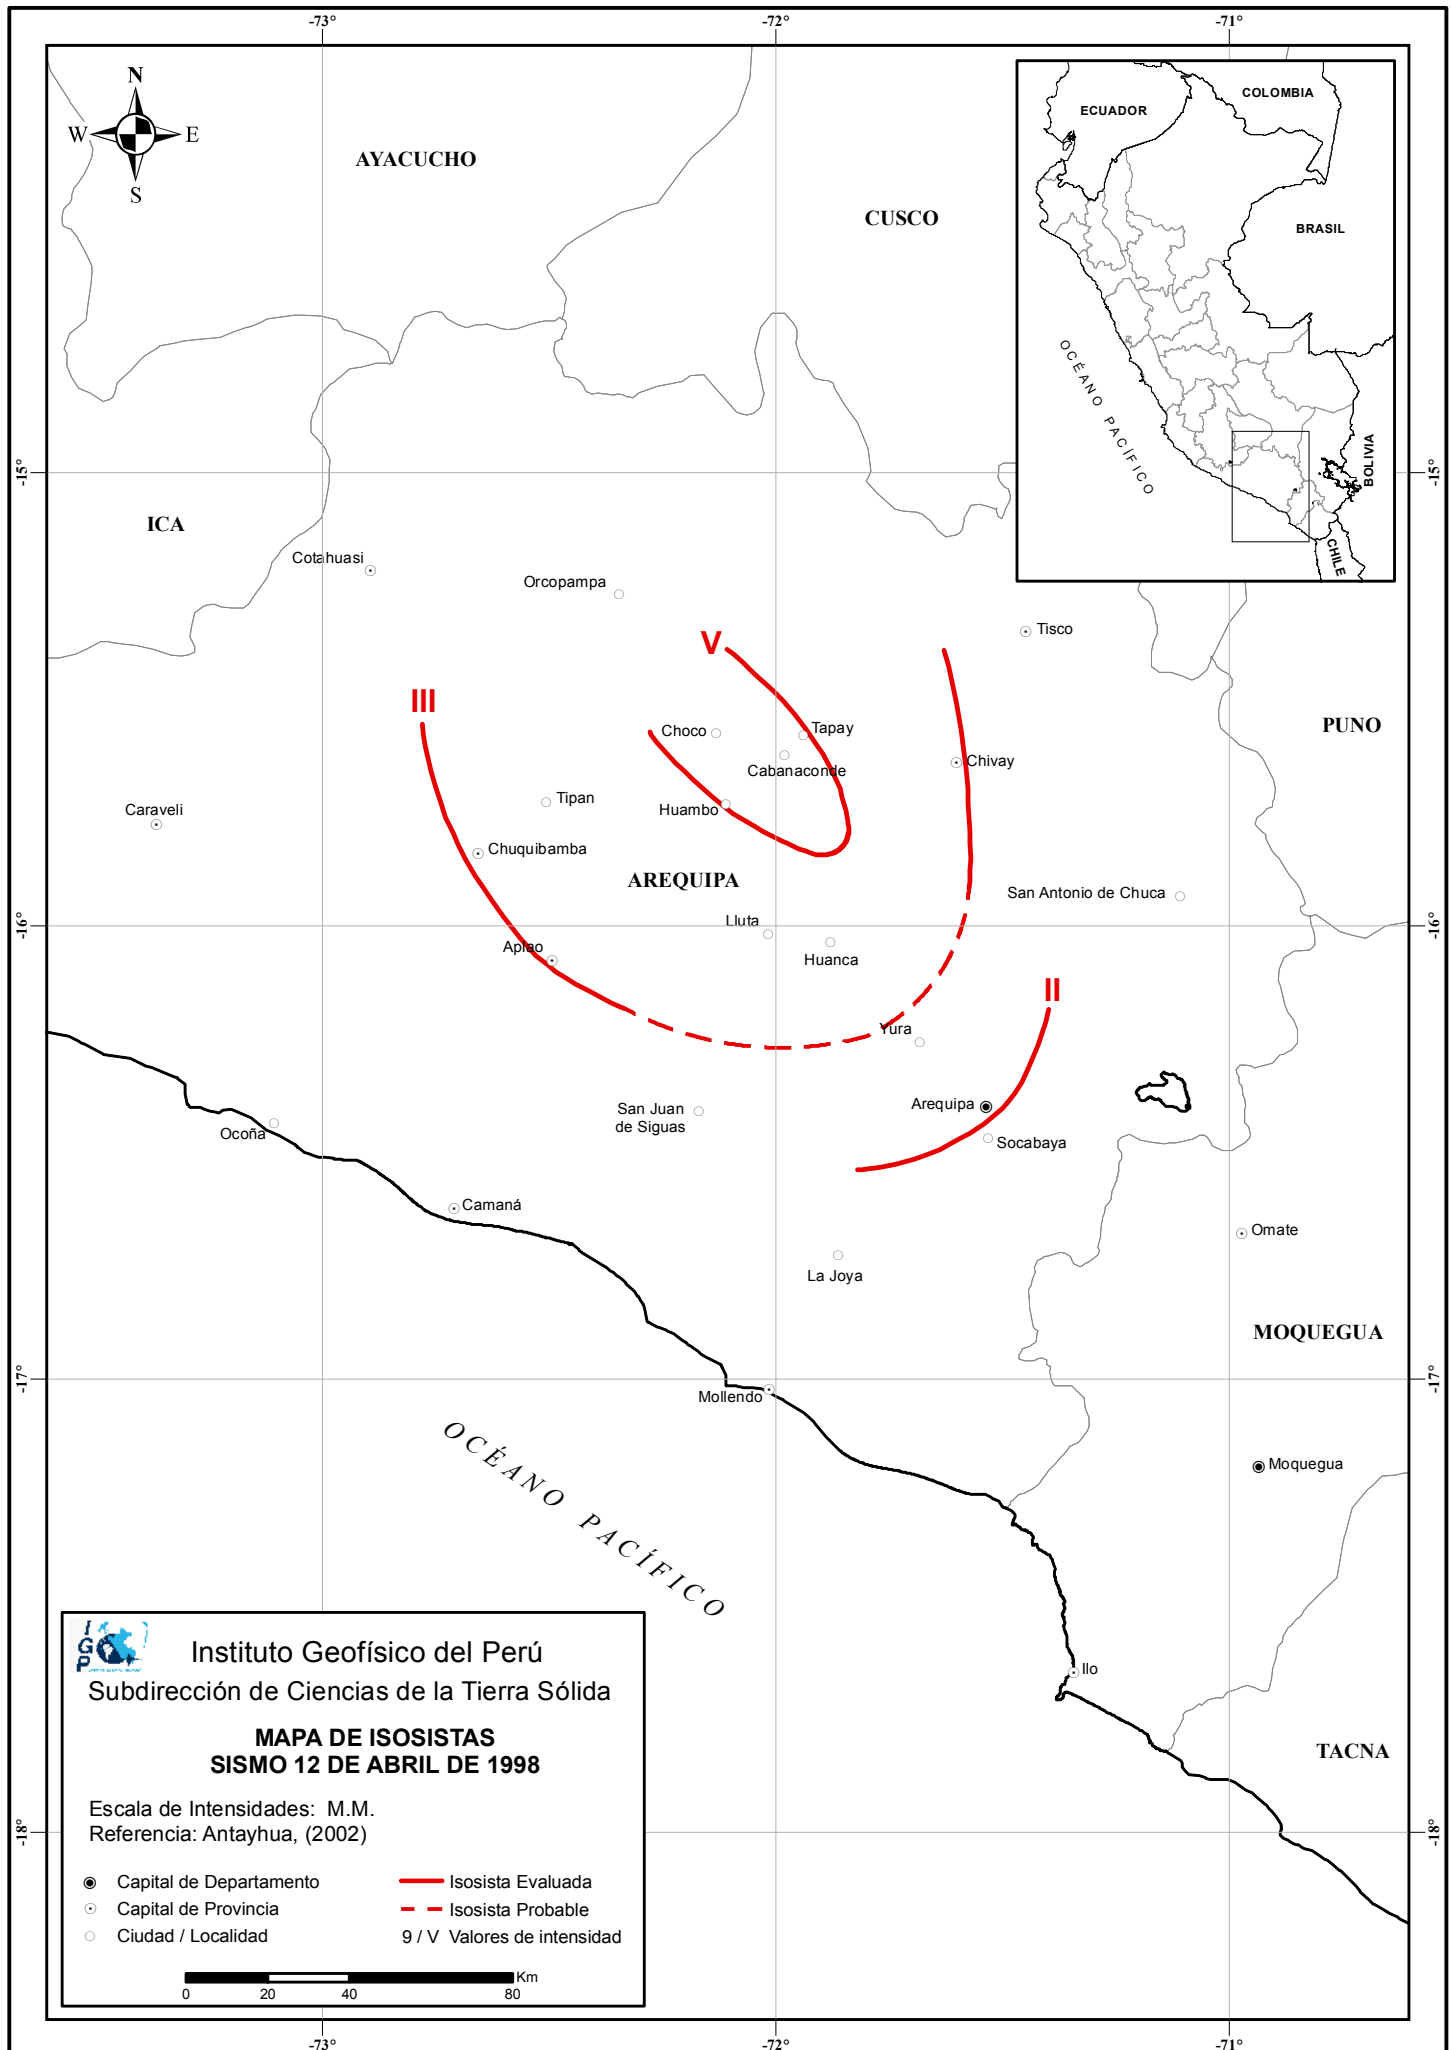 -73°
-72°
-71°
N
W
E
S
AYACUCHO
CUSCO
ECUADOR
COLOMBIA
BRASIL
OCÉANO PACÍFICO
BOLIVIA
CHILE
-15°
-15°
ICA
Cotahuasi
Orcopampa
Tisco
V
III
Choco
Tapay
Cabanaconde
Chivay
PUNO
Tipan
Huambo
Caraveli
Chuquibamba
AREQUIPA
San Antonio de Chuca
-16°
-16°
Lluta
Aplao
Huanca
II
Yura
San Juan
de Siguas
Arequipa
Socabaya
Ocoña
Camaná
Omate
La Joya
MOQUEGUA
-17°
-17°
Mollendo
OCÉANO PACÍFICO
Moquegua
Ilo
TACNA
IGP
Instituto Geofísico del Perú
Subdirección de Ciencias de la Tierra Sólida
MAPA DE ISOSISTAS
SISMO 12 DE ABRIL DE 1998
Escala de Intensidades: M.M.
Referencia: Antayhua, (2002)
-18°
-18°
Capital de Departamento
Isosista Evaluada
Capital de Provincia
Isosista Probable
Ciudad / Localidad
9 / V Valores de intensidad
Km
0 20 40 80
-73°
-72°
-71°